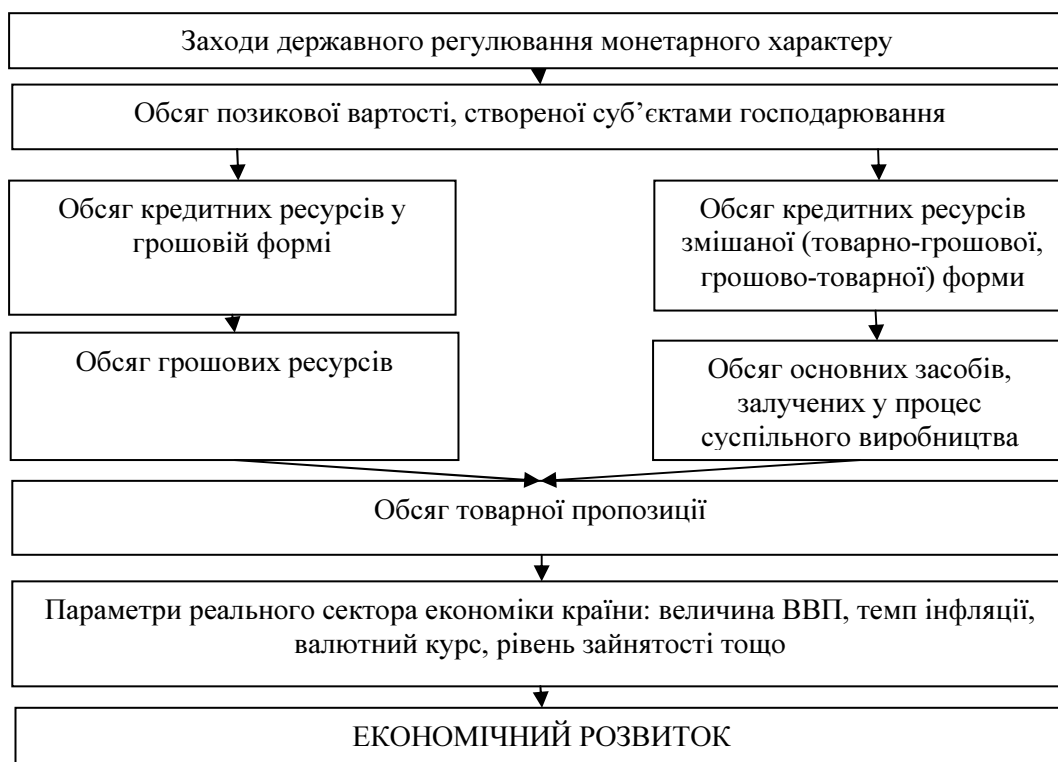 Заходи державного регулювання монетарного характеру
Обсяг позикової вартості, створеної суб’єктами господарювання
Обсяг кредитних ресурсів у
грошовій формі
Обсяг кредитних ресурсів
змішаної (товарно-грошової,
грошово-товарної) форми
Обсяг грошових ресурсів
Обсяг основних засобів,
залучених у процес
суспільного виробництва
Обсяг товарної пропозиції
Параметри реального сектора економіки країни: величина ВВП, темп інфляції,
валютний курс, рівень зайнятості тощо
ЕКОНОМІЧНИЙ РОЗВИТОК